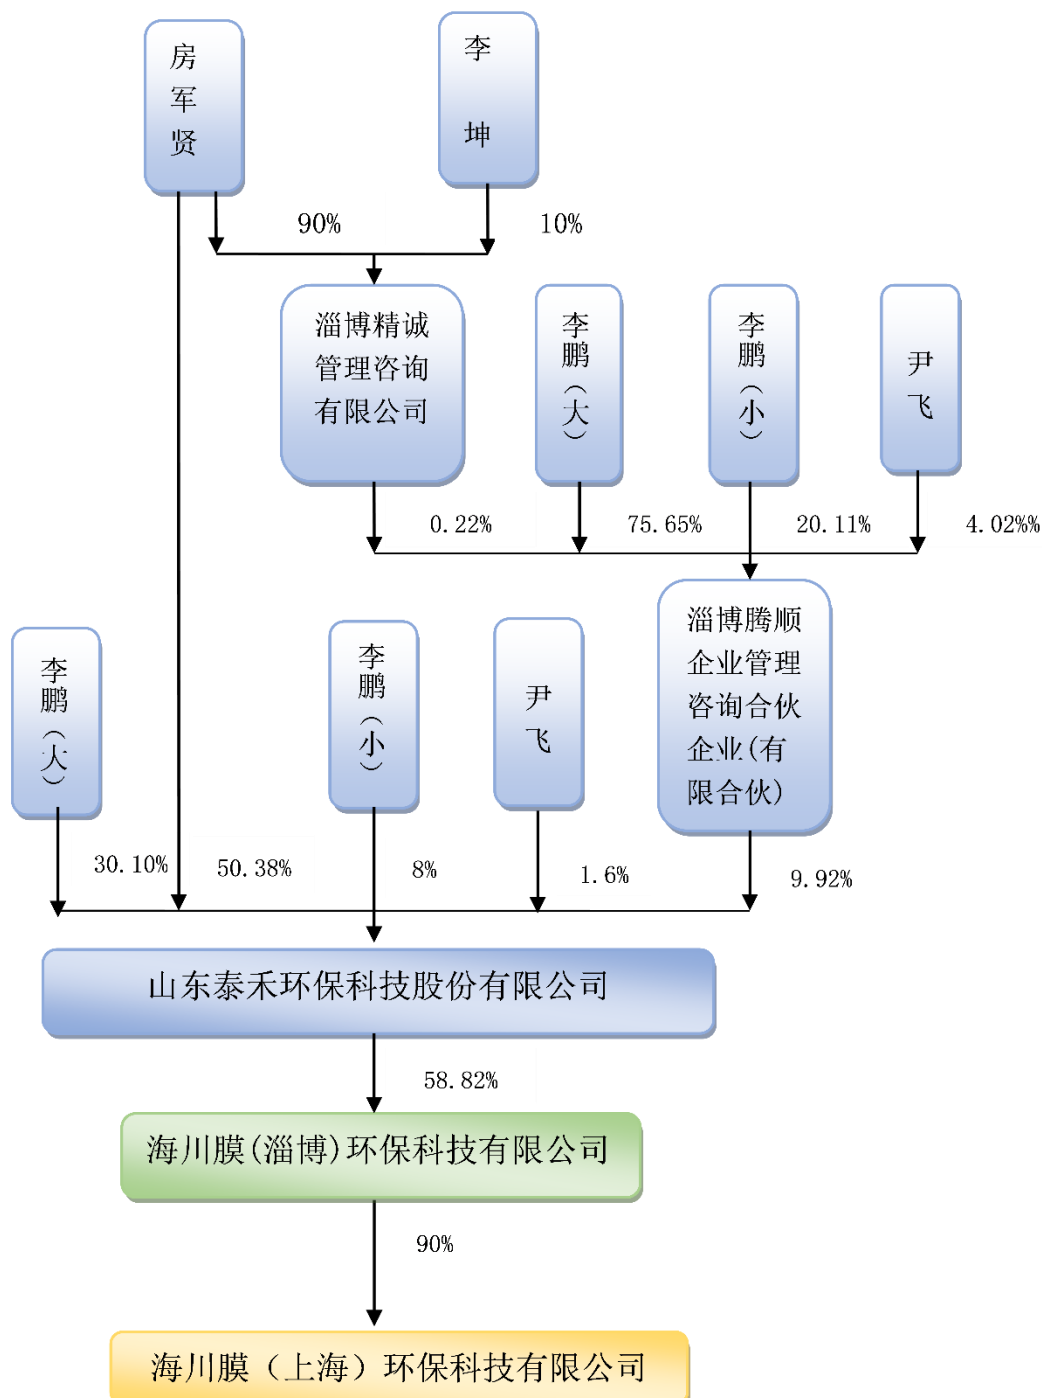 房军贤
李坤
90%
10%
淄博精诚
管理咨询
有限公司
李鹏（大）
李鹏（小）
尹飞
0.22%
75.65%
20.11%
4.02%%
淄博腾顺
企业管理
咨询合伙
企业(有
限合伙)
李鹏（大）
李鹏（小）
尹飞
30.10%
50.38%
8%
1.6%
9.92%
山东泰禾环保科技股份有限公司
58.82%
海川膜(淄博)环保科技有限公司
90%
海川膜（上海）环保科技有限公司